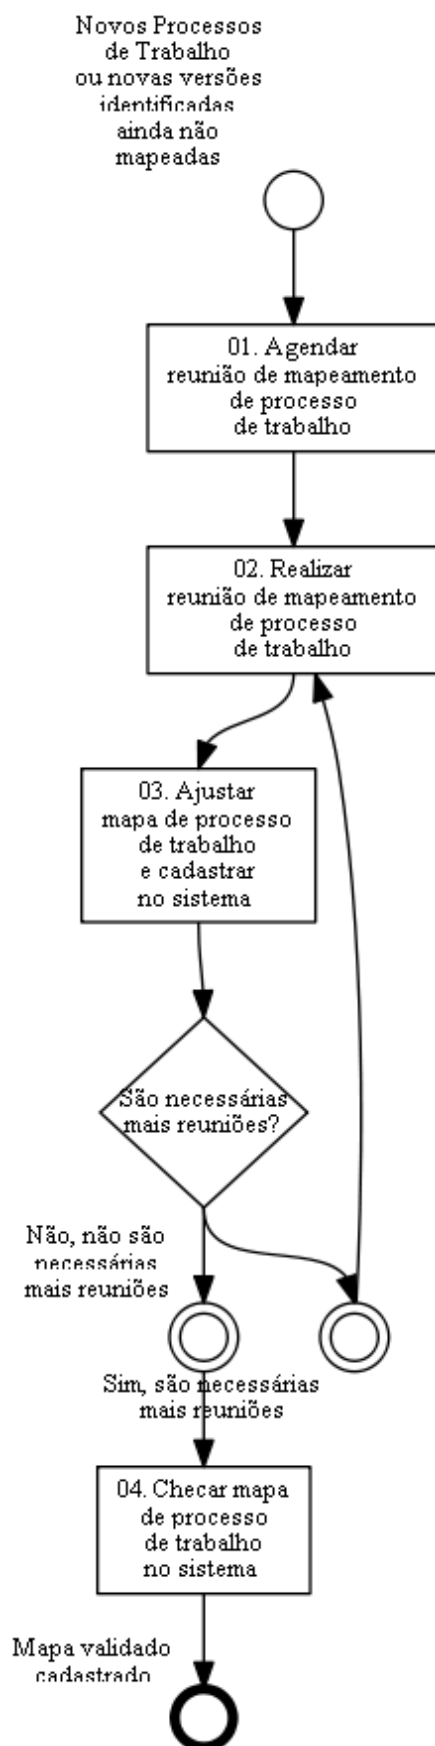 Novos Processos
de Trabalho
ou novas versões
identificadas
ainda não
mapeadas
01. Agendar
reunião de mapeamento
de processo
de trabalho
02. Realizar
reunião de mapeamento
de processo
de trabalho
03. Ajustar
mapa de processo
de trabalho
e cadastrar
no sistema
São necessárias
mais reuniões?
Não, não são
necessárias
mais reuniões
Sim, são necessárias
mais reuniões
04. Checar mapa
de processo
de trabalho
no sistema
Mapa validado
cadastrado